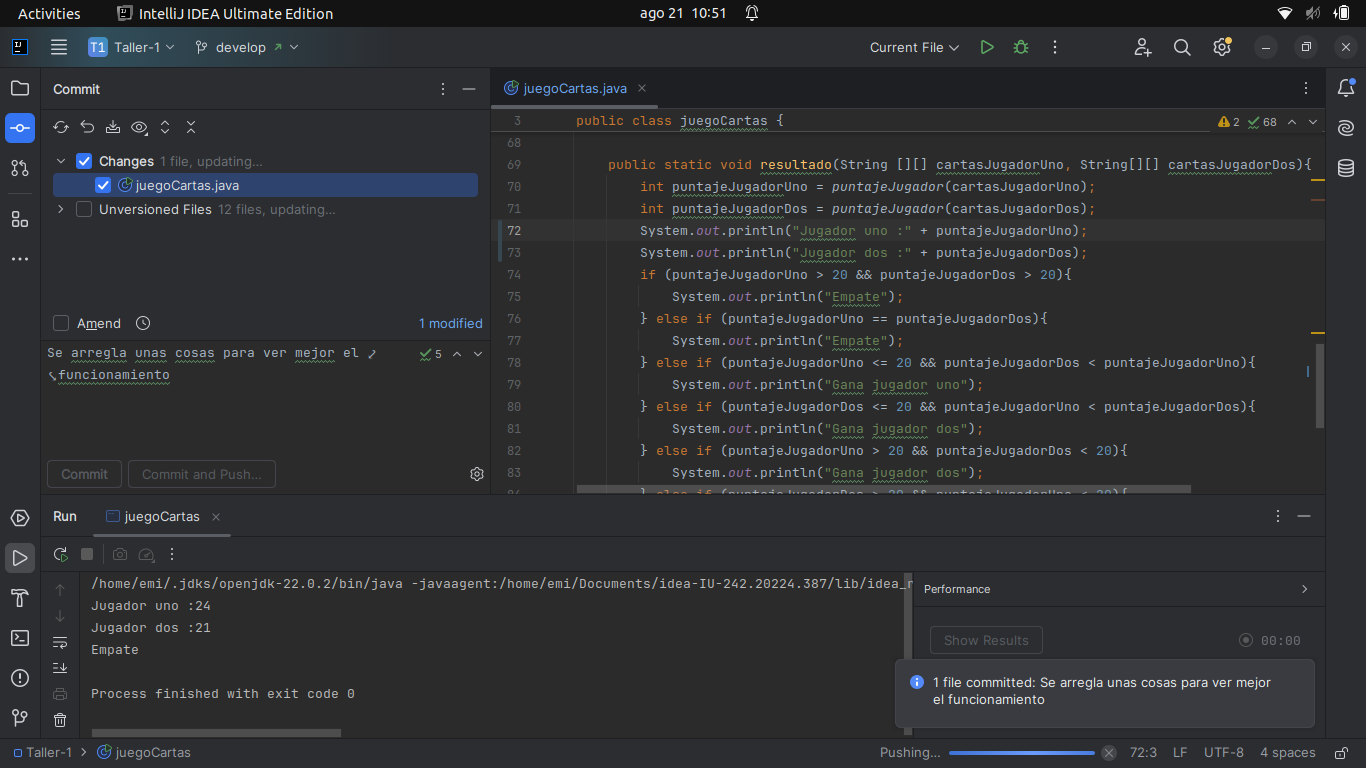 Activities IntelliJ IDEA Ultimate Edition ago 21 10:51
T1 Taller-1 develop Current File
Commit
Changes 1 file, updating...
juegoCartas.java
Unversioned Files 12 files, updating...
Amend 1 modified
Se arregla unas cosas para ver mejor el
funcionamiento
5
Commit Commit and Push...
juegoCartas.java
3 public class juegoCartas {
2 68
68
69 public static void resultado(String [][] cartasJugadorUno, String[][] cartasJugadorDos){
70 int puntajeJugadorUno = puntajeJugador(cartasJugadorUno);
71 int puntajeJugadorDos = puntajeJugador(cartasJugadorDos);
72 System.out.println("Jugador uno :" + puntajeJugadorUno);
73 System.out.println("Jugador dos :" + puntajeJugadorDos);
74 if (puntajeJugadorUno > 20 && puntajeJugadorDos > 20){
75 System.out.println("Empate");
76 } else if (puntajeJugadorUno == puntajeJugadorDos){
77 System.out.println("Empate");
78 } else if (puntajeJugadorUno <= 20 && puntajeJugadorDos < puntajeJugadorUno){
79 System.out.println("Gana jugador uno");
80 } else if (puntajeJugadorDos <= 20 && puntajeJugadorUno < puntajeJugadorDos){
81 System.out.println("Gana jugador dos");
82 } else if (puntajeJugadorUno > 20 && puntajeJugadorDos < 20){
83 System.out.println("Gana jugador dos");
84 } else if (puntajeJugadorDos > 20 && puntajeJugadorUno < 20){
Run juegoCartas
/home/emi/.jdks/openjdk-22.0.2/bin/java -javaagent:/home/emi/Documents/idea-IU-242.20224.387/lib/idea_r
Jugador uno :24
Jugador dos :21
Empate
Process finished with exit code 0
Performance
Show Results 00:00
1 file committed: Se arregla unas cosas para ver mejor
el funcionamiento
Taller-1 juegoCartas Pushing... 72:3 LF UTF-8 4 spaces